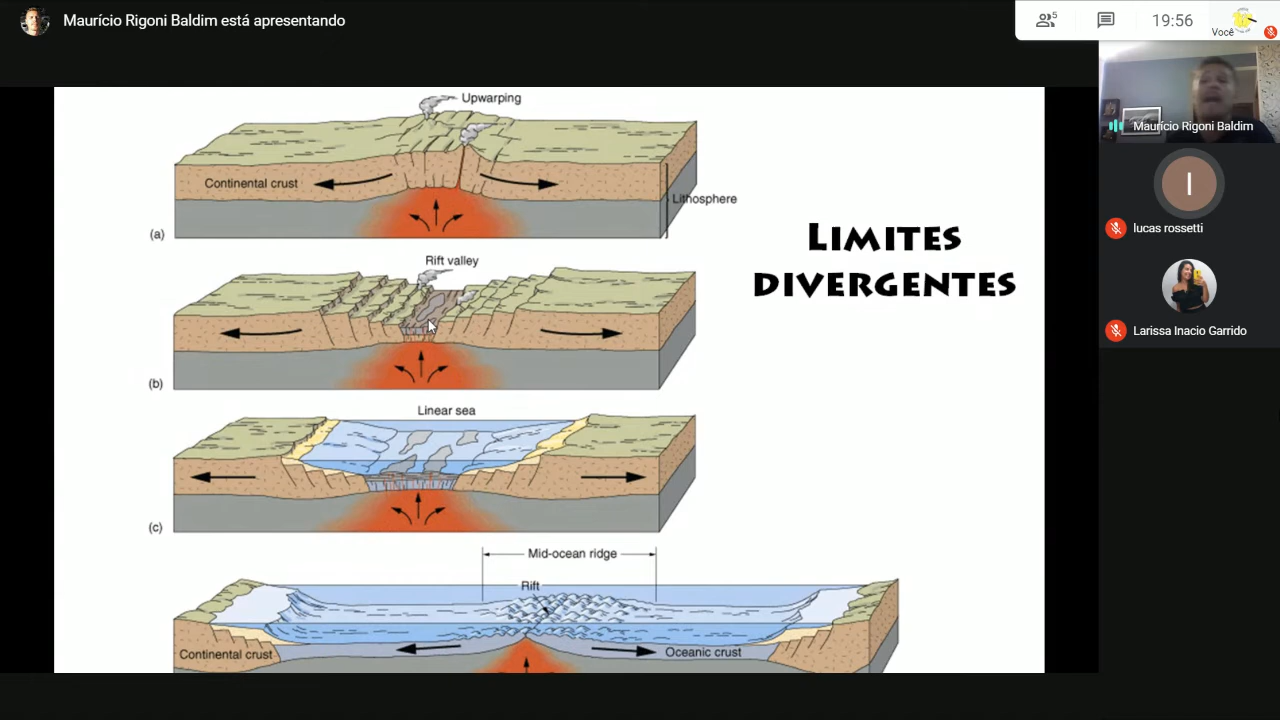 Maurício Rigoni Baldim está apresentando
5
19:56
Você
Maurício Rigoni Baldim
I
lucas rossetti
Larissa Inacio Garrido
Upwarping
Continental crust
Lithosphere
(a)
LIMITES
DIVERGENTES
Rift valley
(b)
Linear sea
(c)
Mid-ocean ridge
Rift
Continental crust
Oceanic crust